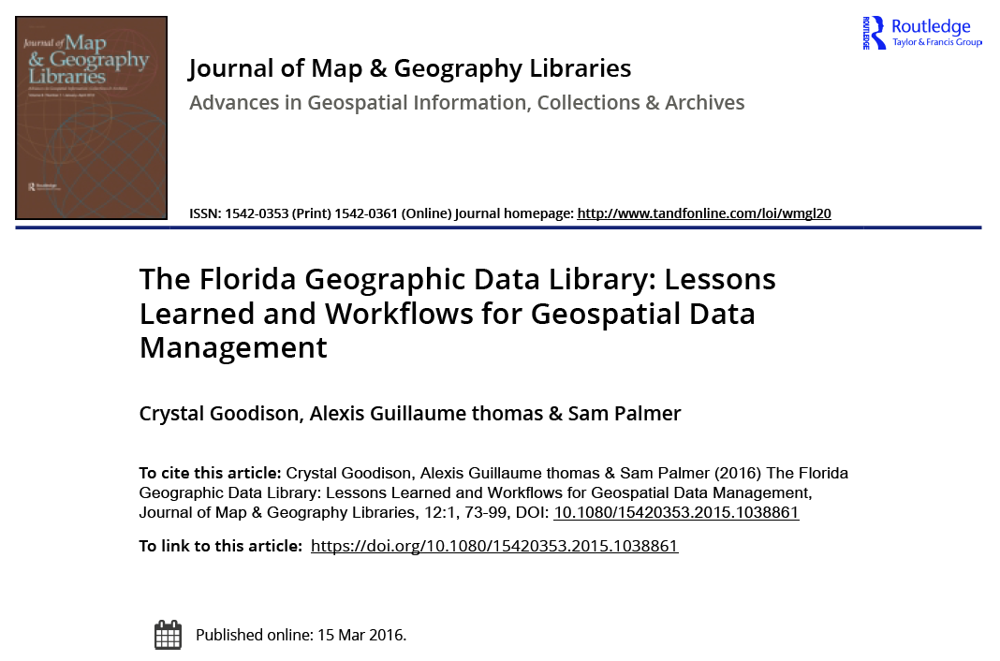 Journal of Map
& Geography
Libraries
Routledge
ROUTLEDGE
Routledge
Taylor & Francis Group
Journal of Map & Geography Libraries
Advances in Geospatial Information, Collections & Archives
ISSN: 1542-0353 (Print) 1542-0361 (Online) Journal homepage: http://www.tandfonline.com/loi/wmgl20
The Florida Geographic Data Library: Lessons
Learned and Workflows for Geospatial Data
Management
Crystal Goodison, Alexis Guillaume thomas & Sam Palmer
To cite this article: Crystal Goodison, Alexis Guillaume thomas & Sam Palmer (2016) The Florida
Geographic Data Library: Lessons Learned and Workflows for Geospatial Data Management,
Journal of Map & Geography Libraries, 12:1, 73-99, DOI: 10.1080/15420353.2015.1038861
To link to this article: https://doi.org/10.1080/15420353.2015.1038861
Published online: 15 Mar 2016.